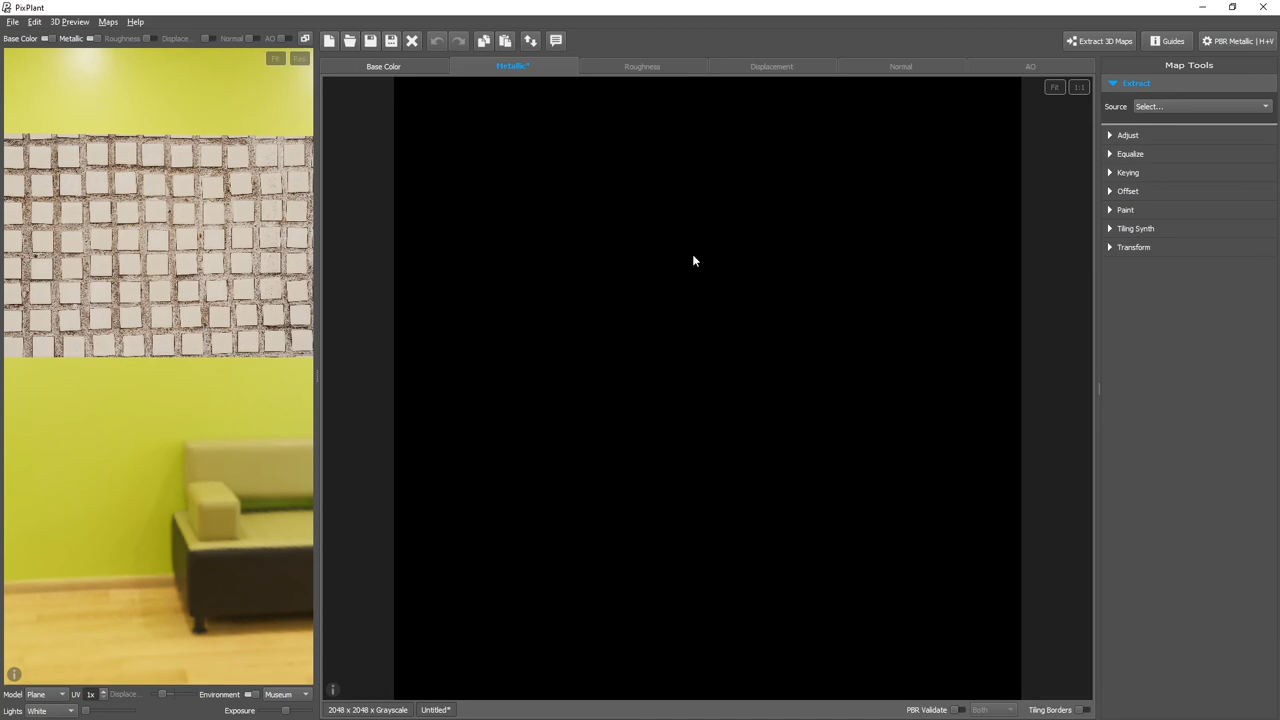 PixPlant
File Edit 3D Preview Maps Help
Base Color Metallic Roughness Displace... Normal AO
Extract 3D Maps Guides PBR Metallic | H+V
Base Color Metallic* Roughness Displacement Normal AO
Map Tools
Fit Res
Fit 1:1
Extract
Source Select...
Adjust
Equalize
Keying
Offset
Paint
Tiling Synth
Transform
Model Plane UV 1x Displace... Environment Museum
Lights White Exposure
2048 x 2048 x Grayscale Untitled* PBR Validate Both Tiling Borders